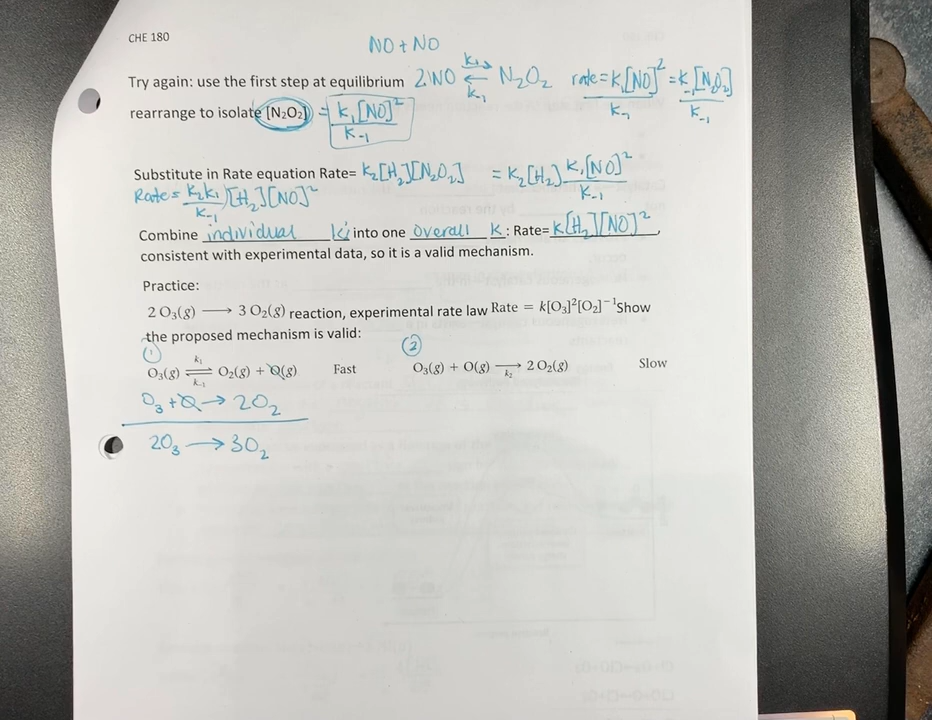 CHE 180
NO + NO
Try again: use the first step at equilibrium 2NO k₁ ⇄ k₋₁ N₂O₂ rate = k₁[NO]² / k₋₁ = k₁[N₂O₂] / k₋₁
rearrange to isolate [N2O2] = k₁[NO]² / k₋₁
Substitute in Rate equation Rate= k₂[H₂][N₂O₂] = k₂[H₂] k₁[NO]² / k₋₁
Rate = k₂k₁ / k₋₁ [H₂][NO]²
Combine individual k's into one overall k: Rate= k[H₂][NO]²,
consistent with experimental data, so it is a valid mechanism.
Practice:
2 O₃(g) ⟶ 3 O₂(g) reaction, experimental rate law Rate = k[O₃]²[O₂]⁻¹ Show
the proposed mechanism is valid:
① ②
O₃(g) k₁ ⇌ k₋₁ O₂(g) + O(g) Fast O₃(g) + O(g) ⟶ k₂ 2 O₂(g) Slow
O₃ + O → 2O₂
2O₃ → 3O₂